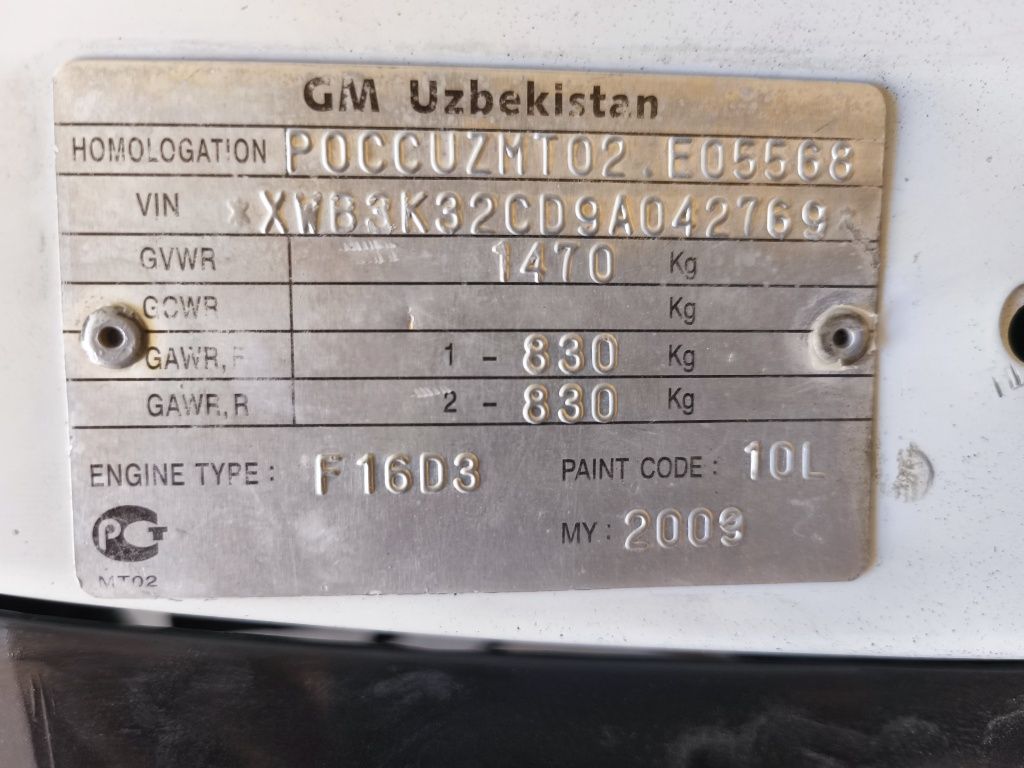 GM Uzbekistan
HOMOLOGATION POCCUZMT02.E05568
VIN *XWB3K32CD9A042769*
GVWR 1470 Kg
GCWR Kg
GAWR, F 1 - 830 Kg
GAWR, R 2 - 830 Kg
ENGINE TYPE : F16D3 PAINT CODE : 10L
MY : 2009
РСТ
MT02